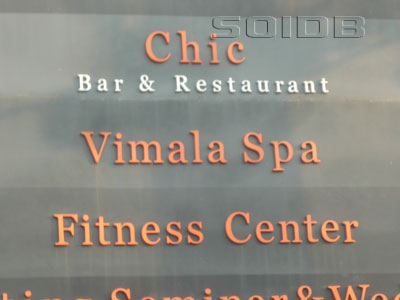 SOIDB
Chic
Bar & Restaurant
Vimala Spa
Fitness Center